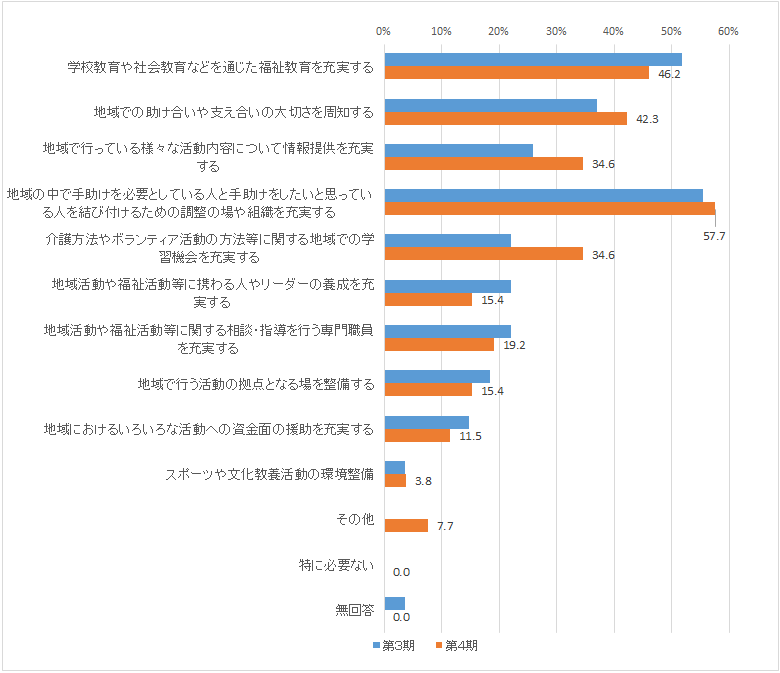 0% 10% 20% 30% 40% 50% 60%
学校教育や社会教育などを通じた福祉教育を充実する
46.2
地域での助け合いや支え合いの大切さを周知する
42.3
地域で行っている様々な活動内容について情報提供を充実
する
34.6
地域の中で手助けを必要としている人と手助けをしたいと思ってい
る人を結び付けるための調整の場や組織を充実する
57.7
介護方法やボランティア活動の方法等に関する地域での学
習機会を充実する
34.6
地域活動や福祉活動等に携わる人やリーダーの養成を充
実する
15.4
地域活動や福祉活動等に関する相談・指導を行う専門職員
を充実する
19.2
地域で行う活動の拠点となる場を整備する
15.4
地域におけるいろいろな活動への資金面の援助を充実する
11.5
スポーツや文化教養活動の環境整備
3.8
その他
7.7
特に必要ない
0.0
無回答
0.0
第3期 第4期